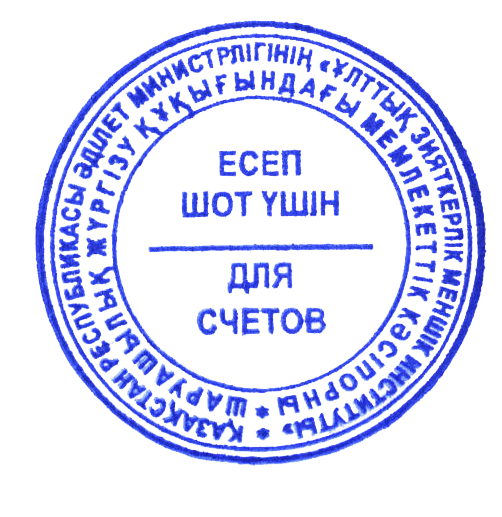 ҚАЗАҚСТАН РЕСПУБЛИКАСЫ ӘДІЛЕТ МИНИСТРЛІГІНІҢ «ҰЛТТЫҚ ЗИЯТКЕРЛІК МЕНШІК ИНСТИТУТЫ» *
ШАРУАШЫЛЫҚ ЖҮРГІЗУ ҚҰҚЫҒЫНДАҒЫ МЕМЛЕКЕТТІК КӘСІПОРНЫ *
ЕСЕП
ШОТ ҮШІН
ДЛЯ
СЧЕТОВ